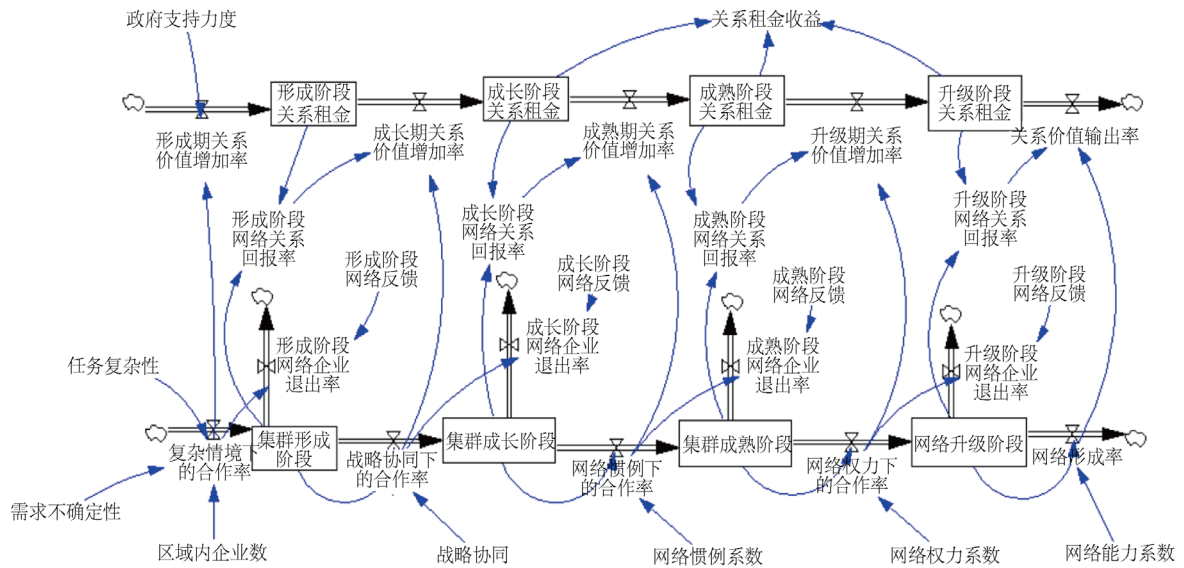 政府支持力度
关系租金收益
形成阶段
关系租金
成长阶段
关系租金
成熟阶段
关系租金
升级阶段
关系租金
形成期关系
价值增加率
成长期关系
价值增加率
成熟期关系
价值增加率
升级期关系
价值增加率
关系价值输出率
形成阶段
网络关系
回报率
成长阶段
网络关系
回报率
成熟阶段
网络关系
回报率
升级阶段
网络关系
回报率
形成阶段
网络反馈
成长阶段
网络反馈
成熟阶段
网络反馈
升级阶段
网络反馈
形成阶段
网络企业
退出率
成长阶段
网络企业
退出率
成熟阶段
网络企业
退出率
升级阶段
网络企业
退出率
任务复杂性
复杂情境下
的合作率
集群形成
阶段
战略协同下
的合作率
集群成长阶段
网络惯例下
的合作率
集群成熟阶段
网络权力下
的合作率
网络升级阶段
网络形成率
需求不确定性
区域内企业数
战略协同
网络惯例系数
网络权力系数
网络能力系数